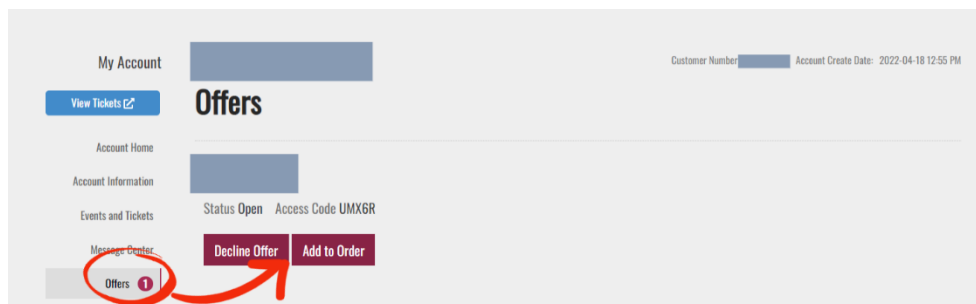 My Account
Customer Number Account Create Date: 2022-04-18 12:55 PM
View Tickets
Offers
Account Home
Account Information
Events and Tickets
Status Open Access Code UMX6R
Message Center
Decline Offer Add to Order
Offers 1